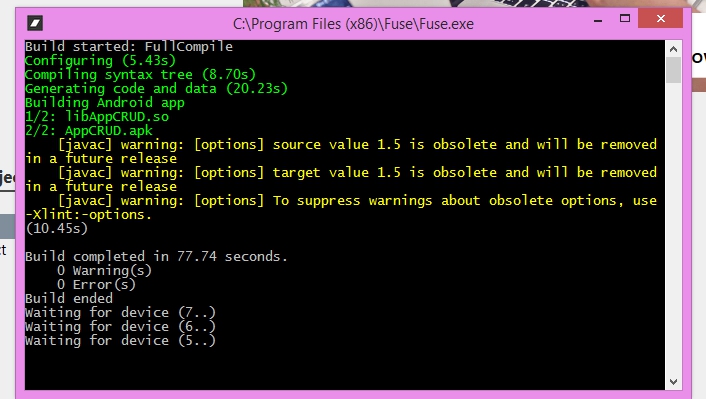 C:\Program Files (x86)\Fuse\Fuse.exe
Build started: FullCompile
Configuring (5.43s)
Compiling syntax tree (8.70s)
Generating code and data (20.23s)
Building Android app
1/2: libAppCRUD.so
2/2: AppCRUD.apk
[javac] warning: [options] source value 1.5 is obsolete and will be removed
in a future release
[javac] warning: [options] target value 1.5 is obsolete and will be removed
in a future release
[javac] warning: [options] To suppress warnings about obsolete options, use
-Xlint:-options.
(10.45s)
Build completed in 77.74 seconds.
0 Warning(s)
0 Error(s)
Build ended
Waiting for device (7..)
Waiting for device (6..)
Waiting for device (5..)